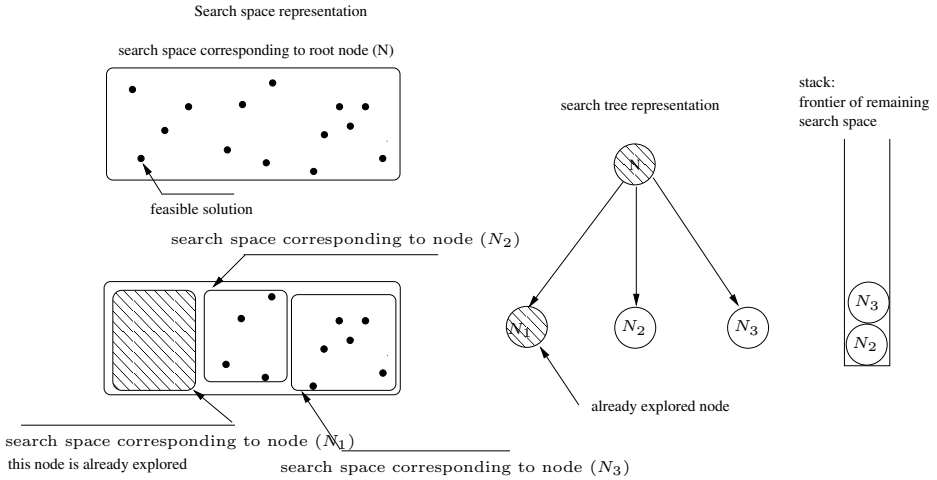 Search space representation
search space corresponding to root node (N)
feasible solution
search space corresponding to node (N₂)
search space corresponding to node (N₁)
this node is already explored
search space corresponding to node (N₃)
search tree representation
N
N₁
N₂
N₃
already explored node
stack:
frontier of remaining
search space
N₃
N₂